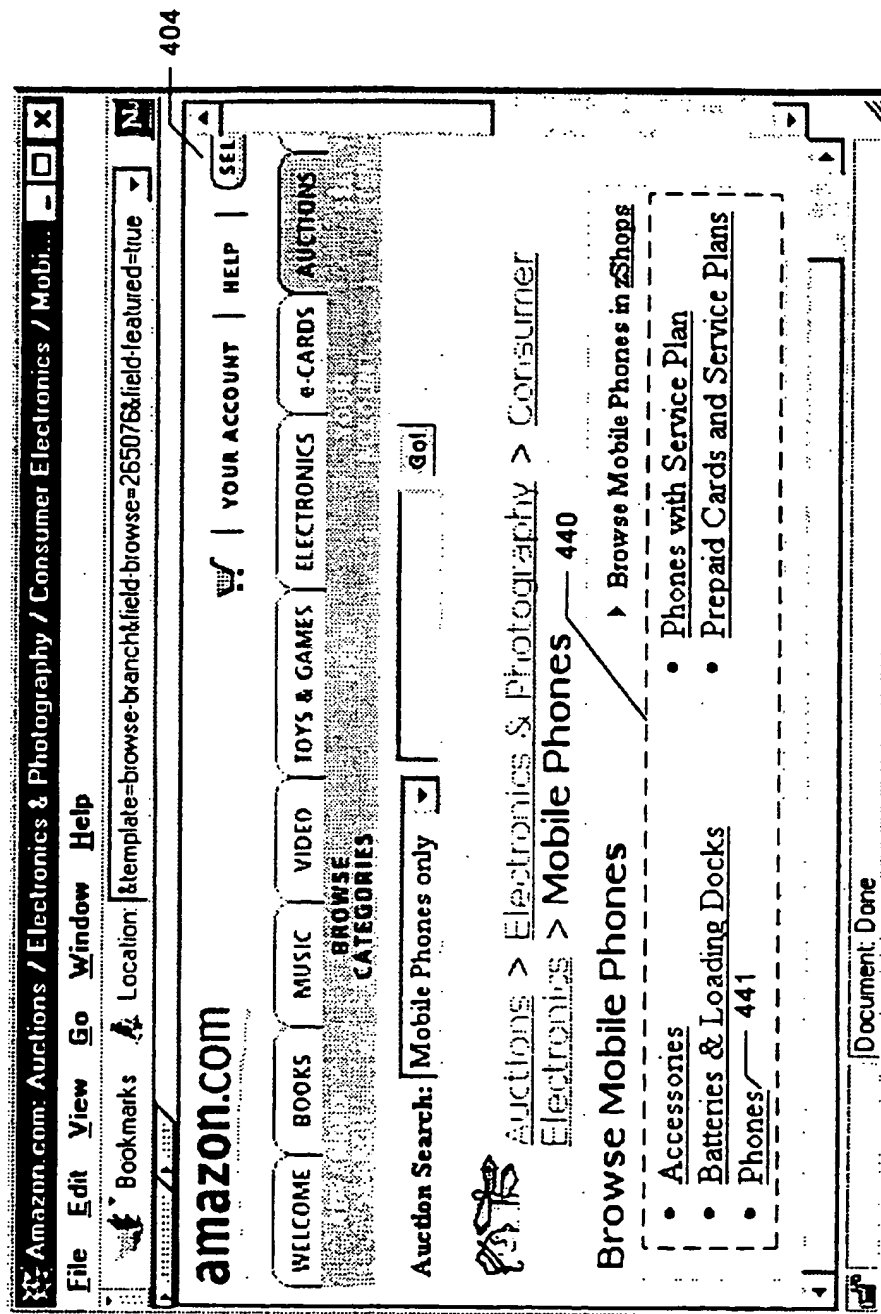 Amazon.com: Auctions / Electronics & Photography / Consumer Electronics / Mobi...
File Edit View Go Window Help
Bookmarks Location: &template=browse-branch&field-browse=265076&field-featured=true
N
404
amazon.com
YOUR ACCOUNT | HELP | SEL
WELCOME BOOKS MUSIC VIDEO TOYS & GAMES ELECTRONICS e-CARDS AUCTIONS
BROWSE
CATEGORIES
Auction Search: Mobile Phones only Go!
Auctions > Electronics & Photography > Consumer
Electronics > Mobile Phones
440
Browse Mobile Phones
Browse Mobile Phones in zShops
• Accessories
• Batteries & Loading Docks
• Phones
441
• Phones with Service Plan
• Prepaid Cards and Service Plans
Document: Done